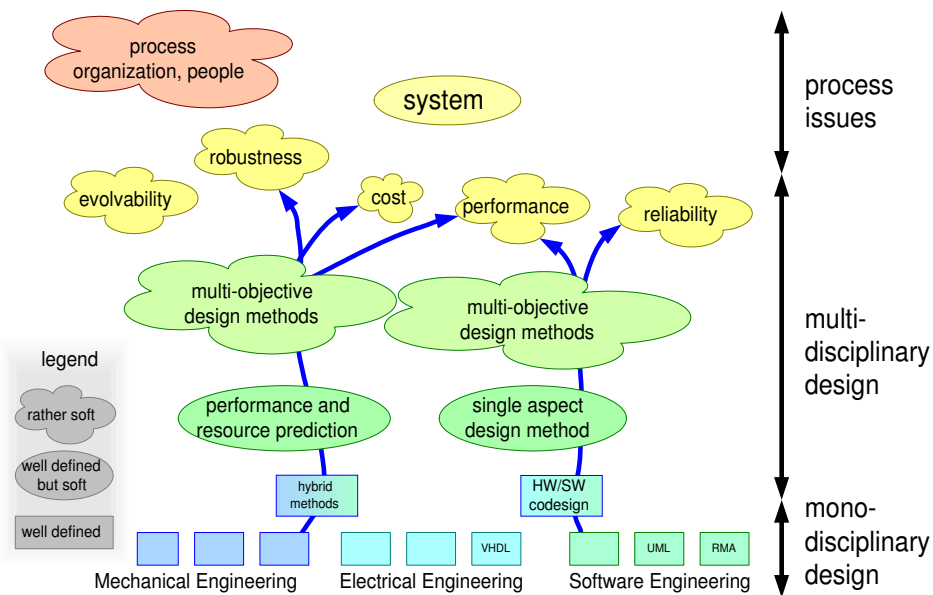 process
organization, people
system
process
issues
robustness
evolvability
cost
performance
reliability
multi-objective
design methods
multi-objective
design methods
multi-
disciplinary
design
legend
rather soft
well defined
but soft
well defined
performance and
resource prediction
single aspect
design method
hybrid
methods
HW/SW
codesign
mono-
disciplinary
design
VHDL
UML
RMA
Mechanical Engineering
Electrical Engineering
Software Engineering